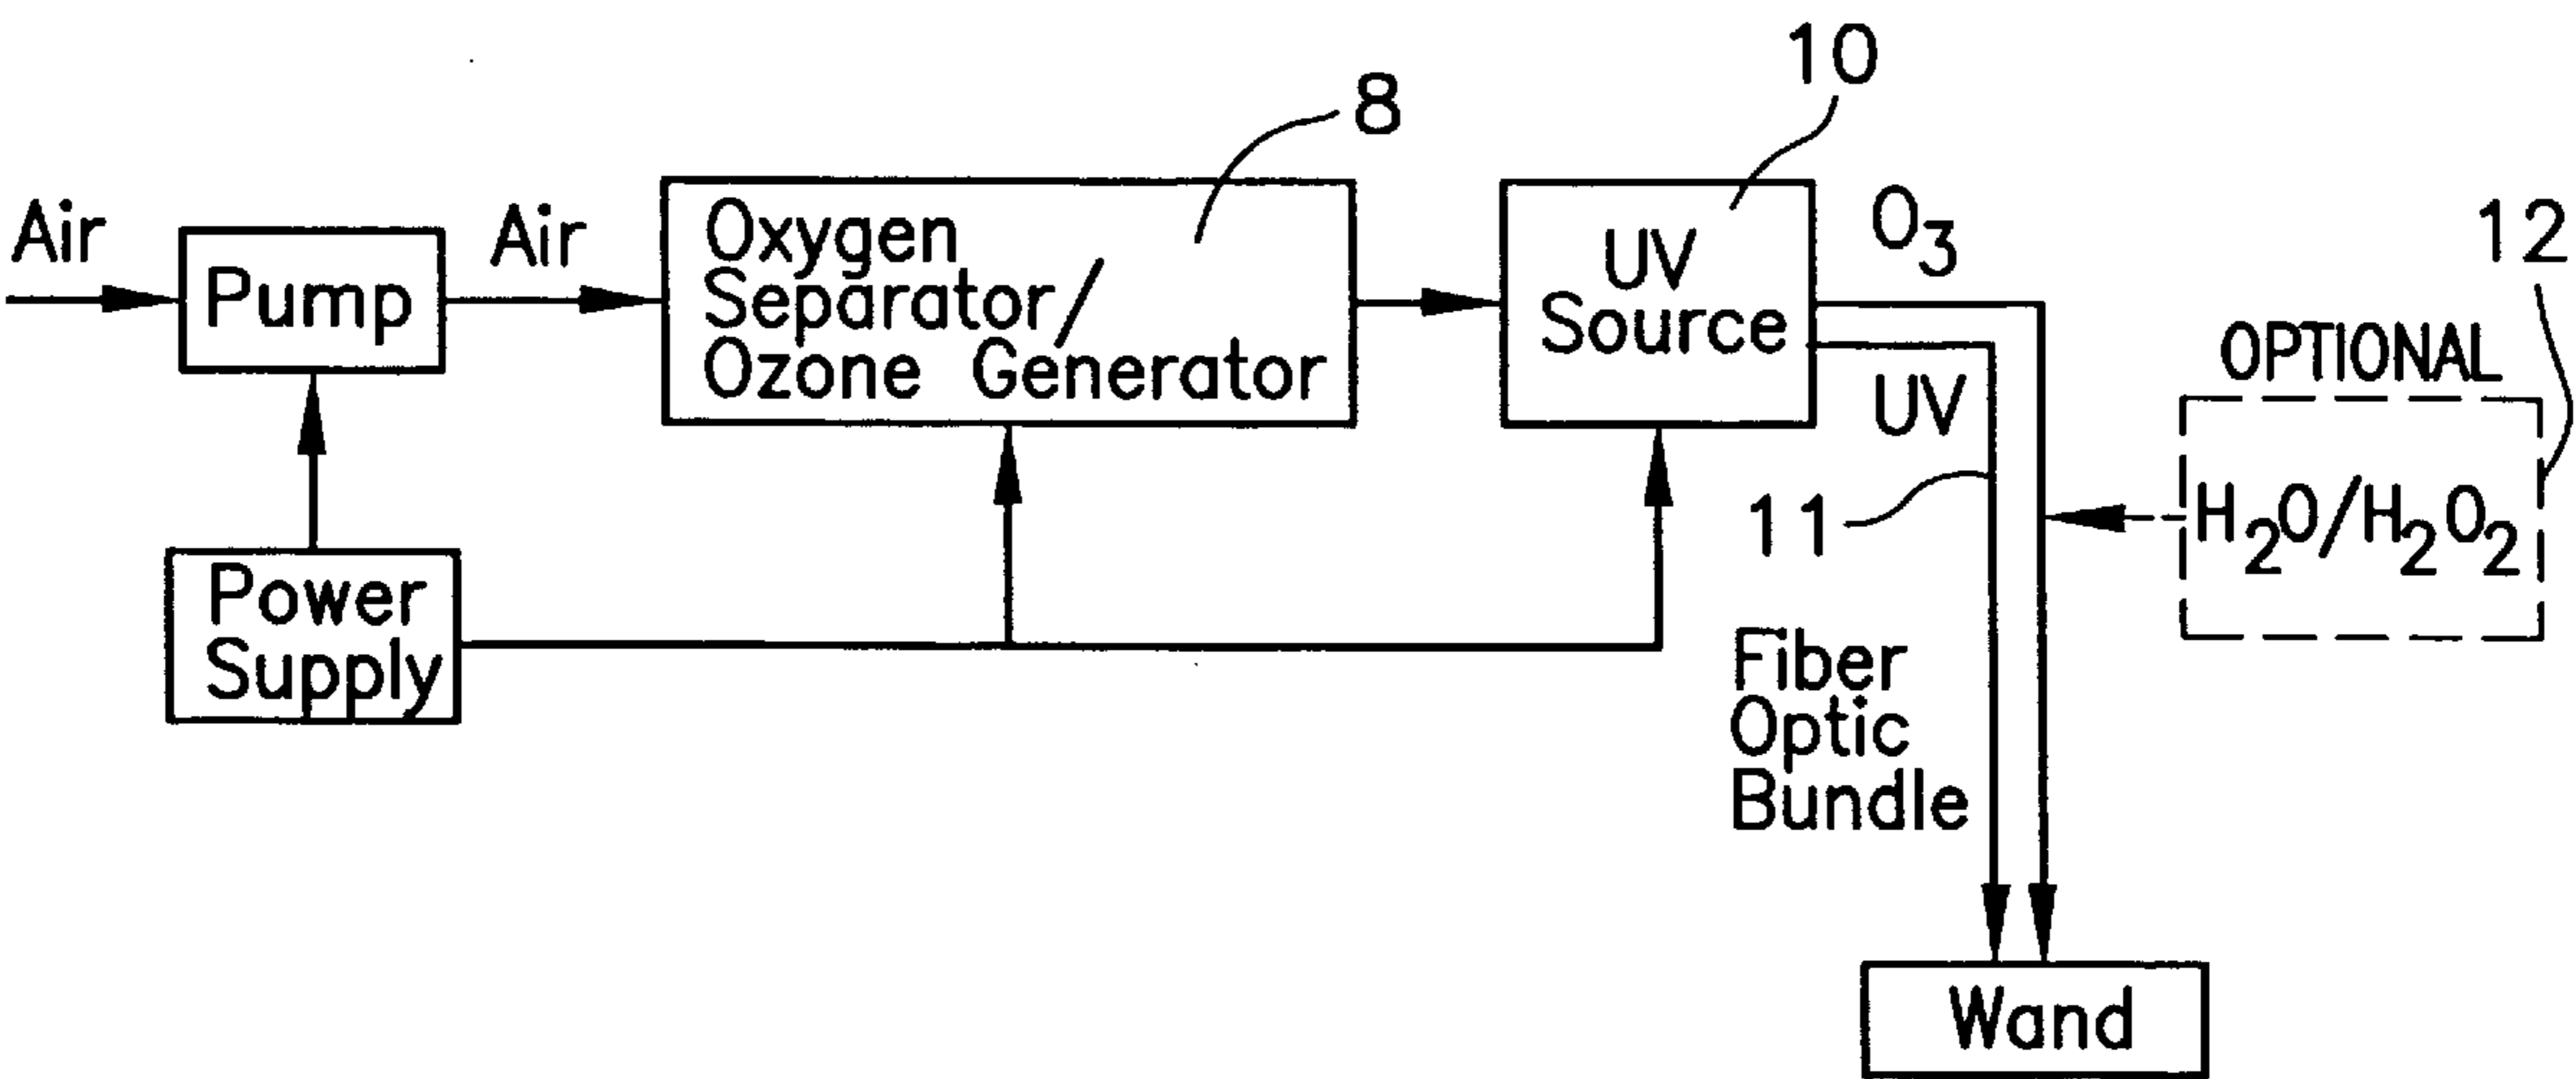 10
8
Air
Air
Pump
Oxygen
Separator/
Ozone Generator
UV
Source
O₃
UV
12
OPTIONAL
H₂O/H₂O₂
11
Power
Supply
Fiber
Optic
Bundle
Wand